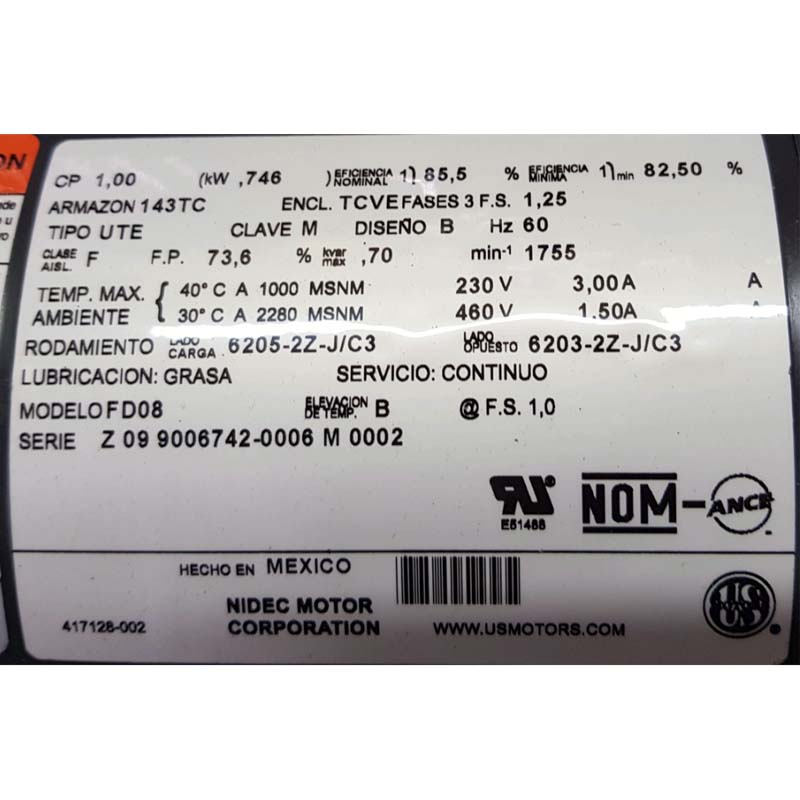 ON
CP 1,00 (kW ,746 ) EFICIENCIA NOMINAL η 85,5 % EFICIENCIA MINIMA η min 82,50 %
ARMAZON 143TC ENCL. TCVE FASES 3 F.S. 1,25
TIPO UTE CLAVE M DISEÑO B Hz 60
CLASE AISL. F F.P. 73,6 % kvar max ,70 min-¹ 1755
TEMP. MAX. AMBIENTE { 40° C A 1000 MSNM 230 V 3,00A A
30° C A 2280 MSNM 460 V 1.50A
RODAMIENTO LADO CARGA 6205-2Z-J/C3 LADO OPUESTO 6203-2Z-J/C3
LUBRICACION: GRASA SERVICIO: CONTINUO
MODELO FD08 ELEVACION DE TEMP. B @ F.S. 1,0
SERIE Z 09 9006742-0006 M 0002
RU ® NOM-ANCE
E51488
HECHO EN MEXICO
NIDEC MOTOR
417128-002 CORPORATION WWW.USMOTORS.COM
US MOTORS ®